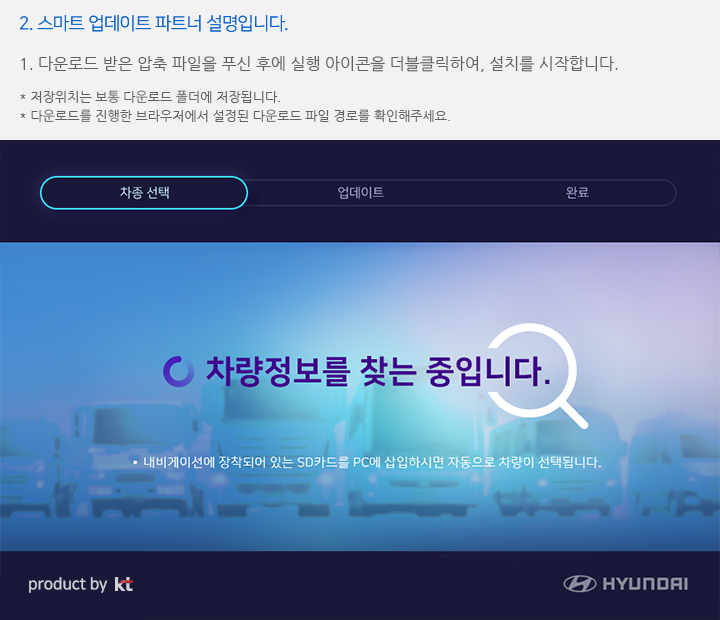 2. 스마트 업데이트 파트너 설명입니다.
1. 다운로드 받은 압축 파일을 푸신 후에 실행 아이콘을 더블클릭하여, 설치를 시작합니다.
* 저장위치는 보통 다운로드 폴더에 저장됩니다.
* 다운로드를 진행한 브라우저에서 설정된 다운로드 파일 경로를 확인해주세요.
차종 선택 업데이트 완료
차량정보를 찾는 중입니다.
• 내비게이션에 장착되어 있는 SD카드를 PC에 삽입하시면 자동으로 차량이 선택됩니다.
product by kt HYUNDAI